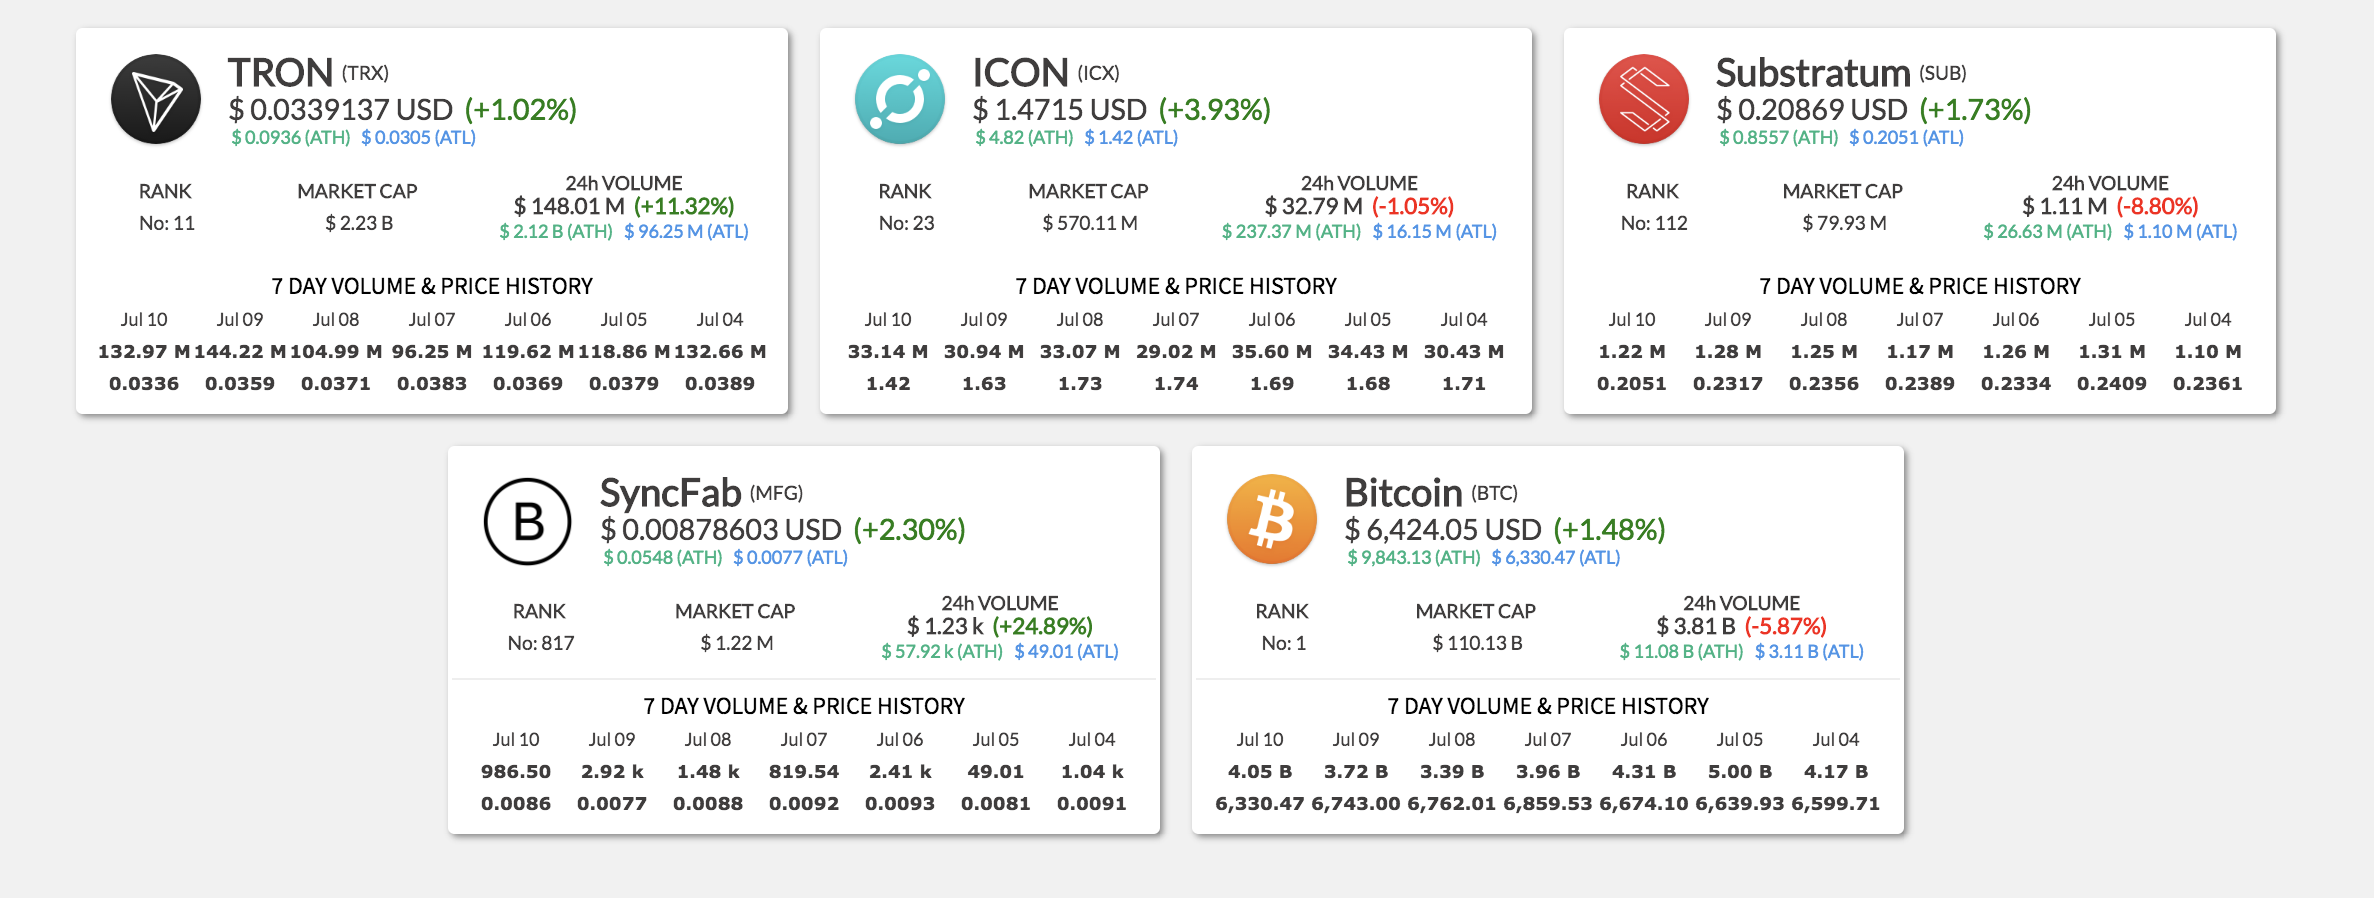 TRON (TRX)
$ 0.0339137 USD (+1.02%)
$ 0.0936 (ATH) $ 0.0305 (ATL)
RANK MARKET CAP 24h VOLUME
No: 11 $ 2.23 B $ 148.01 M (+11.32%)
$ 2.12 B (ATH) $ 96.25 M (ATL)
7 DAY VOLUME & PRICE HISTORY
Jul 10 Jul 09 Jul 08 Jul 07 Jul 06 Jul 05 Jul 04
132.97 M 144.22 M 104.99 M 96.25 M 119.62 M 118.86 M 132.66 M
0.0336 0.0359 0.0371 0.0383 0.0369 0.0379 0.0389
ICON (ICX)
$ 1.4715 USD (+3.93%)
$ 4.82 (ATH) $ 1.42 (ATL)
RANK MARKET CAP 24h VOLUME
No: 23 $ 570.11 M $ 32.79 M (-1.05%)
$ 237.37 M (ATH) $ 16.15 M (ATL)
7 DAY VOLUME & PRICE HISTORY
Jul 10 Jul 09 Jul 08 Jul 07 Jul 06 Jul 05 Jul 04
33.14 M 30.94 M 33.07 M 29.02 M 35.60 M 34.43 M 30.43 M
1.42 1.63 1.73 1.74 1.69 1.68 1.71
Substratum (SUB)
$ 0.20869 USD (+1.73%)
$ 0.8557 (ATH) $ 0.2051 (ATL)
RANK MARKET CAP 24h VOLUME
No: 112 $ 79.93 M $ 1.11 M (-8.80%)
$ 26.63 M (ATH) $ 1.10 M (ATL)
7 DAY VOLUME & PRICE HISTORY
Jul 10 Jul 09 Jul 08 Jul 07 Jul 06 Jul 05 Jul 04
1.22 M 1.28 M 1.25 M 1.17 M 1.26 M 1.31 M 1.10 M
0.2051 0.2317 0.2356 0.2389 0.2334 0.2409 0.2361
B
SyncFab (MFG)
$ 0.00878603 USD (+2.30%)
$ 0.0548 (ATH) $ 0.0077 (ATL)
RANK MARKET CAP 24h VOLUME
No: 817 $ 1.22 M $ 1.23 k (+24.89%)
$ 57.92 k (ATH) $ 49.01 (ATL)
7 DAY VOLUME & PRICE HISTORY
Jul 10 Jul 09 Jul 08 Jul 07 Jul 06 Jul 05 Jul 04
986.50 2.92 k 1.48 k 819.54 2.41 k 49.01 1.04 k
0.0086 0.0077 0.0088 0.0092 0.0093 0.0081 0.0091
Bitcoin (BTC)
$ 6,424.05 USD (+1.48%)
$ 9,843.13 (ATH) $ 6,330.47 (ATL)
RANK MARKET CAP 24h VOLUME
No: 1 $ 110.13 B $ 3.81 B (-5.87%)
$ 11.08 B (ATH) $ 3.11 B (ATL)
7 DAY VOLUME & PRICE HISTORY
Jul 10 Jul 09 Jul 08 Jul 07 Jul 06 Jul 05 Jul 04
4.05 B 3.72 B 3.39 B 3.96 B 4.31 B 5.00 B 4.17 B
6,330.47 6,743.00 6,762.01 6,859.53 6,674.10 6,639.93 6,599.71